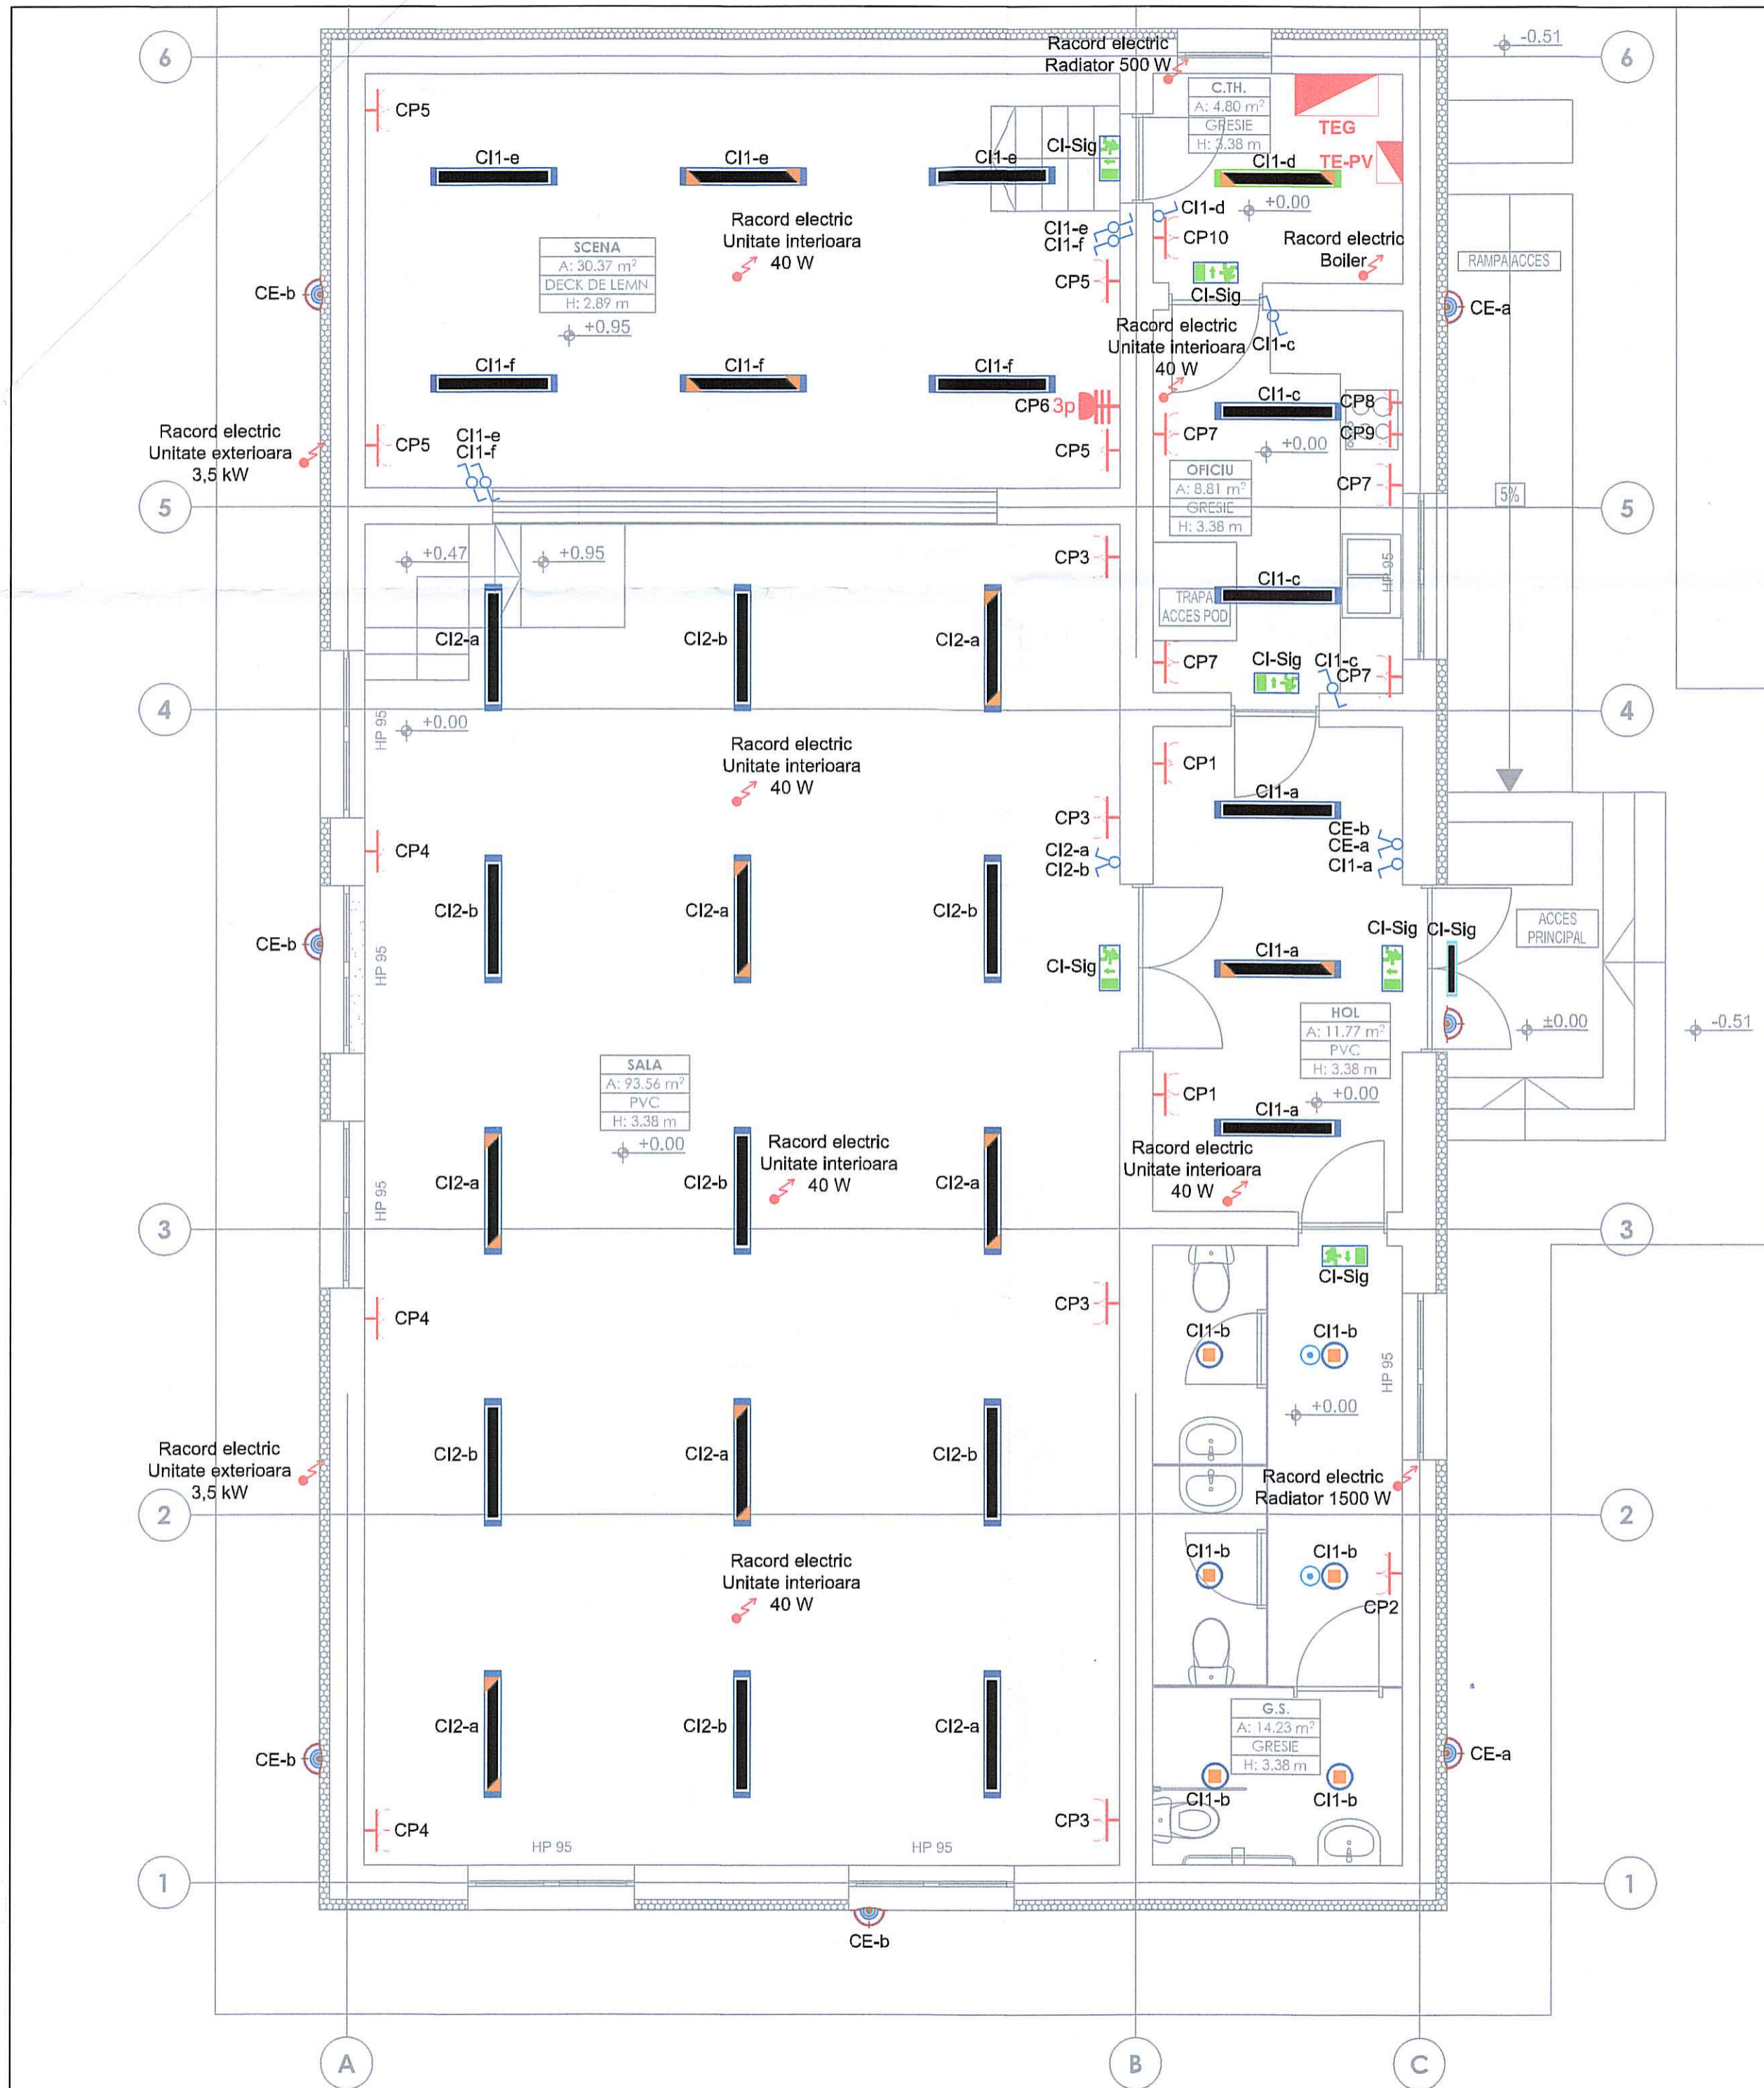 6
6
-0.51
Racord electric
Radiator 500 W
C.TH.
A: 4.80 m²
GRESIE
H: 3.38 m
TEG
TE-PV
CP5
CI1-e
CI1-e
CI1-e
CI-Sig
CI1-d
+0.00
CI1-d
CI1-e
CI1-f
CP10
Racord electric
Boiler
Racord electric
Unitate interioara
40 W
SCENA
A: 30.37 m²
DECK DE LEMN
H: 2.89 m
+0.95
RAMPA ACCES
CE-b
CP5
CI-Sig
CE-a
Racord electric
Unitate interioara
40 W
CI1-c
CI1-f
CI1-f
CI1-f
CP6 3p
CI1-c
CP8
CP9
Racord electric
Unitate exterioara
3,5 kW
CP5
CI1-e
CI1-f
CP5
CP7
+0.00
OFICIU
A: 8.81 m²
GRESIE
H: 3.38 m
CP7
5%
5
5
+0.47
+0.95
CP3
CI1-c
HP 95
TRAPA
ACCES POD
CI2-a
CI2-b
CI2-a
CP7
CI-Sig
CI1-c
CP7
4
4
HP 95
+0.00
Racord electric
Unitate interioara
40 W
CP1
CI1-a
CP3
CE-b
CE-a
CI1-a
CP4
CI2-a
CI2-b
CI2-b
CI2-a
CI2-b
CE-b
HP 95
CI-Sig
CI1-a
CI-Sig
CI-Sig
ACCES
PRINCIPAL
HOL
A: 11.77 m²
PVC
H: 3.38 m
+0.00
±0.00
-0.51
SALA
A: 93.56 m²
PVC
H: 3.38 m
+0.00
CP1
CI1-a
Racord electric
Unitate interioara
40 W
Racord electric
Unitate interioara
40 W
CI2-a
CI2-b
CI2-a
HP 95
3
3
CI-Sig
CP4
CP3
CI1-b
CI1-b
HP 95
+0.00
Racord electric
Unitate exterioara
3,5 kW
CI2-b
CI2-a
CI2-b
Racord electric
Radiator 1500 W
2
2
Racord electric
Unitate interioara
40 W
CI1-b
CI1-b
CP2
CI2-a
CI2-b
CI2-a
G.S.
A: 14.23 m²
GRESIE
H: 3.38 m
CE-b
CE-a
CI1-b
CI1-b
CP4
CP3
HP 95
HP 95
1
1
CE-b
A
B
C